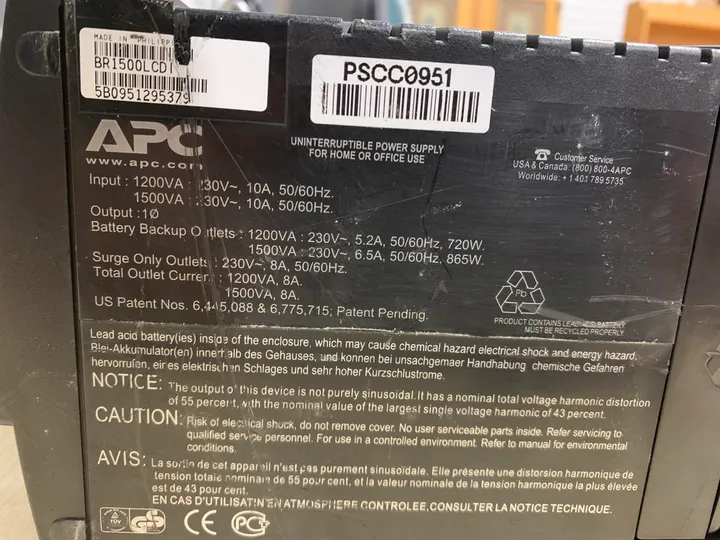 MADE IN PHILIPP
BR1500LCDI
5B0951295379
PSCC0951
APC
www.apc.com
UNINTERRUPTIBLE POWER SUPPLY
FOR HOME OR OFFICE USE
Customer Service
USA & Canada: (800) 800-4APC
Worldwide: + 1 401 789 5735
Input : 1200VA : 230V~, 10A, 50/60Hz.
1500VA : 230V~, 10A, 50/60Hz.
Output : 1Ø
Battery Backup Outlets : 1200VA : 230V~, 5.2A, 50/60Hz, 720W.
1500VA : 230V~, 6.5A, 50/60Hz, 865W.
Surge Only Outlets : 230V~, 8A, 50/60Hz.
Total Outlet Current : 1200VA, 8A.
1500VA, 8A.
US Patent Nos. 6,445,088 & 6,775,715; Patent Pending.
Pb
PRODUCT CONTAINS LEAD ACID BATTERY
MUST BE RECYCLED PROPERLY
Lead acid battery(ies) inside of the enclosure, which may cause chemical hazard electrical shock and energy hazard.
Blei-Akkumulator(en) innerhalb des Gehauses, und konnen bei unsachgemaer Handhabung chemische Gefahren
hervorrufen, ein es elektrischen Schlages und sehr hoher Kurzschlustrome.
NOTICE: The output of this device is not purely sinusoidal. It has a nominal total voltage harmonic distortion
of 55 percent, with the nominal value of the largest single voltage harmonic of 43 percent.
CAUTION: Risk of electrical shock, do not remove cover. No user serviceable parts inside. Refer servicing to
qualified service personnel. For use in a controlled environment. Refer to manual for environmental
conditions.
AVIS: La sortie de cet appareil n'est pas purement sinusoïdale. Elle présente une distorsion harmonique de
tension totale nominale de 55 pour cent, et la valeur nominale de la tension harmonique la plus élevée
est de 43 pour cent.
EN CAS D'UTILISATION EN ATMOSPHERE CONTROLEE, CONSULTER LA NOTICE TECHNIQUE.
TÜV GS CE PC